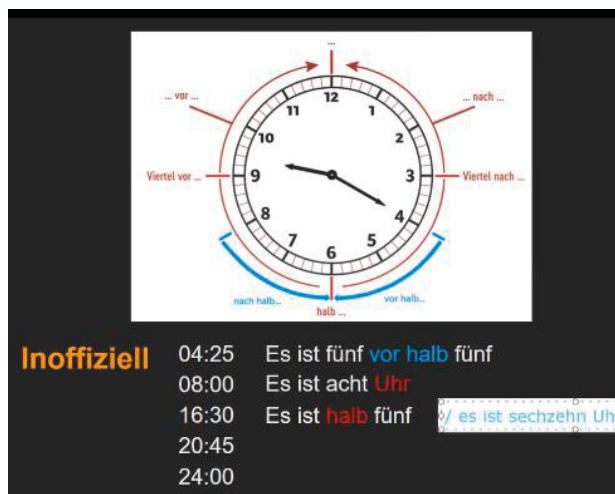 ...
... vor ...
... nach ...
12
11
1
10
2
Viertel vor ...
9
3
Viertel nach ...
8
4
7
5
6
nach halb...
vor halb...
halb ...
Inoffiziell
04:25 Es ist fünf vor halb fünf
08:00 Es ist acht Uhr
16:30 Es ist halb fünf / es ist sechzehn Uh
20:45
24:00